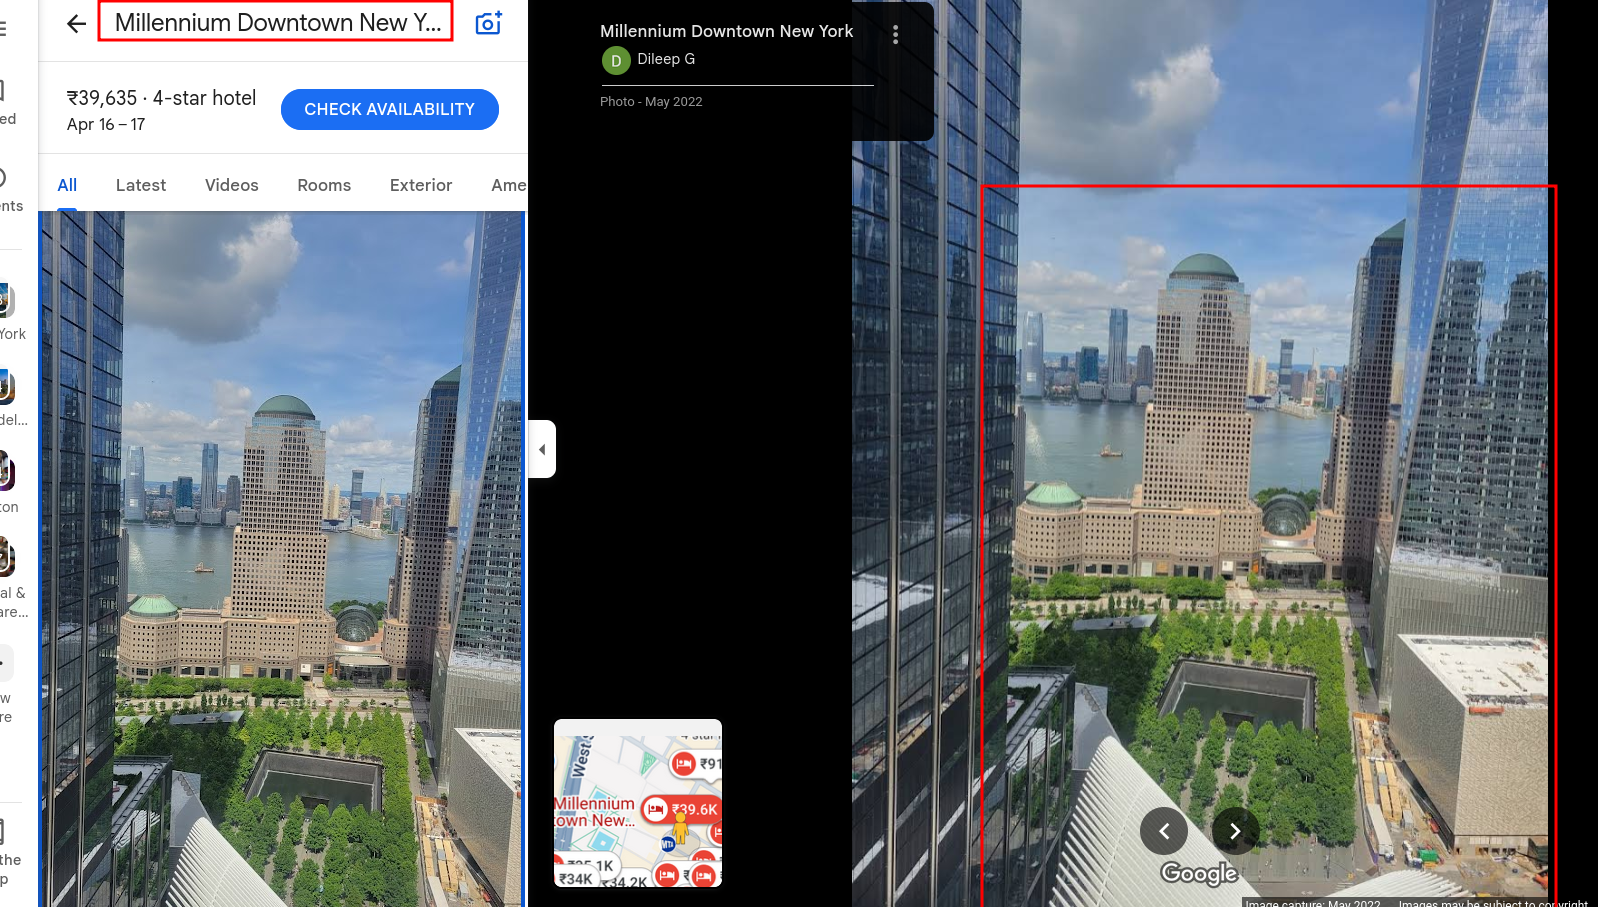 Millennium Downtown New Y...
₹39,635 · 4-star hotel
Apr 16 – 17
CHECK AVAILABILITY
All
Latest
Videos
Rooms
Exterior
Ame
ed
nts
York
del...
ton
al &
are...
w
re
the
p
Millennium Downtown New York
D
Dileep G
Photo - May 2022
4 star
West
₹91
Millennium
own New...
₹39.6K
MTA
₹34K
₹34.2K
Google
Image capture: May 2022
Images may be subject to copyright.